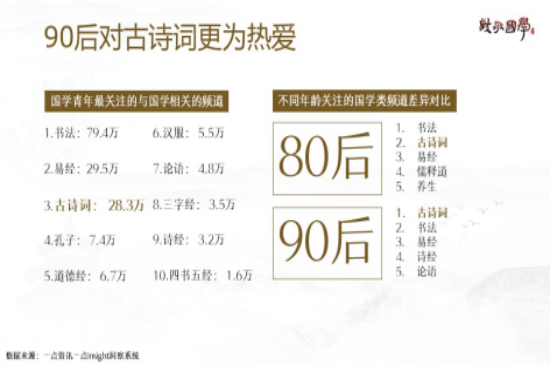 90后对古诗词更为热爱
國學
国学青年最关注的与国学相关的频道
1.书法：79.4万
6.汉服：5.5万
2.易经：29.5万
7.论语：4.8万
3.古诗词：28.3万
8.三字经：3.5万
4.孔子：7.4万
9.诗经：3.2万
5.道德经：6.7万
10.四书五经：1.6万
不同年龄关注的国学类频道差异对比
80后
1. 书法
2. 古诗词
3. 易经
4. 儒释道
5. 养生
90后
1. 古诗词
2. 书法
3. 易经
4. 诗经
5. 论语
数据来源：一点资讯一点insight洞察系统